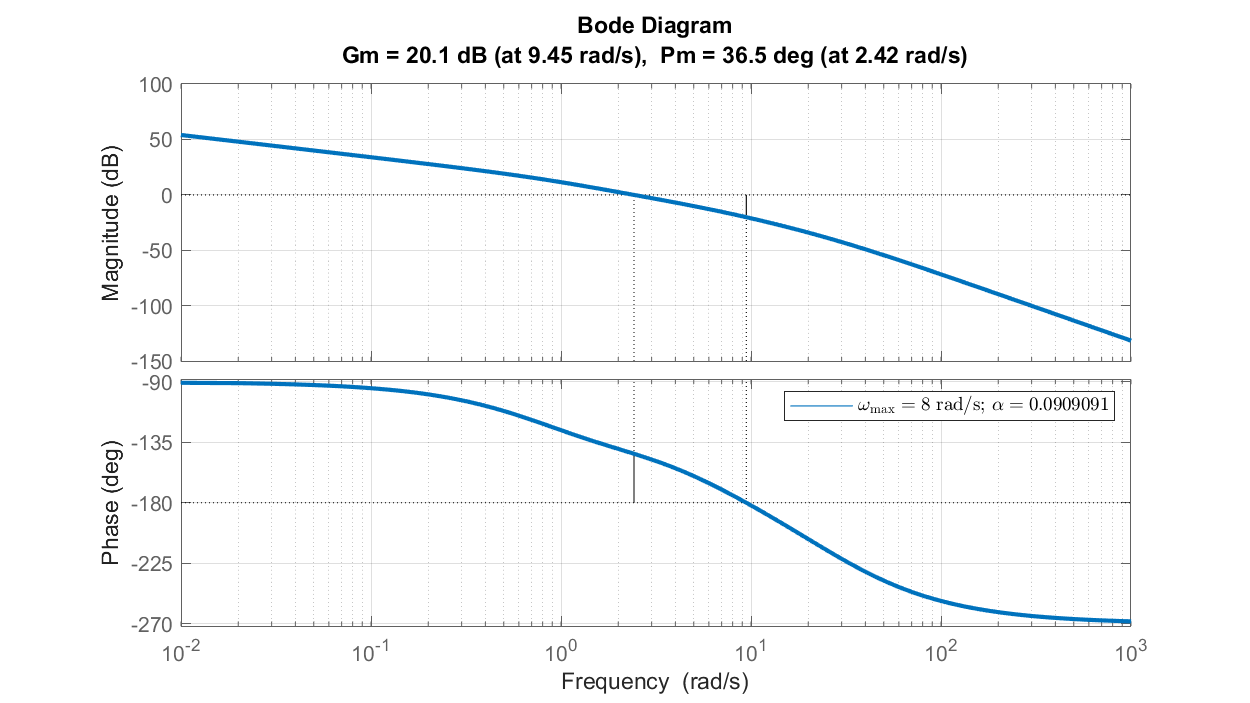 Bode Diagram
Gm = 20.1 dB (at 9.45 rad/s),  Pm = 36.5 deg (at 2.42 rad/s)
100
50
0
-50
-100
-150
Magnitude (dB)
-90
-135
-180
-225
-270
Phase (deg)
ω_max = 8 rad/s; α = 0.0909091
10^-2 10^-1 10^0 10^1 10^2 10^3
Frequency  (rad/s)